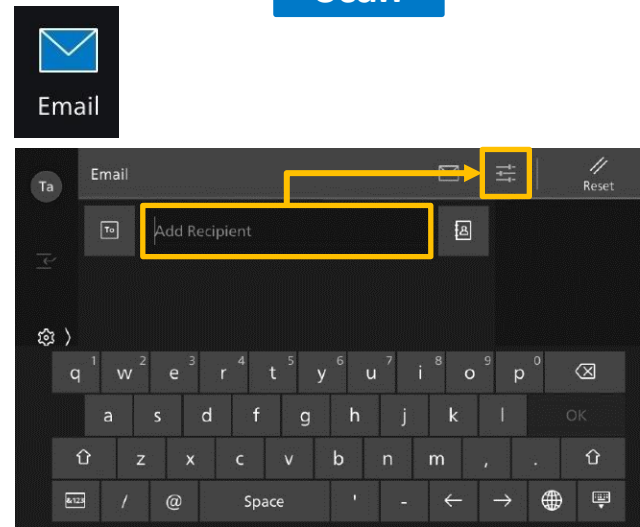 Email
Ta
Email
Reset
To
Add Recipient
q 1 w 2 e 3 r 4 t 5 y 6 u 7 i 8 o 9 p 0
a s d f g h j k l OK
z x c v b n m , .
&123 / @ Space ' - ← →